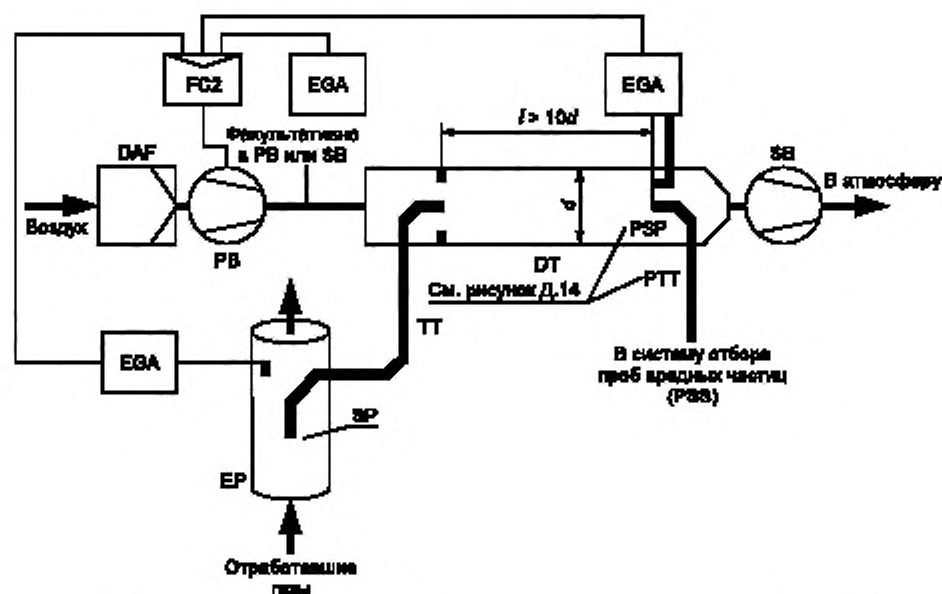 FC2
EGA
EGA
l > 10d
Факультативно
в PB или SB
DAF
SB
В атмосферу
Воздух
PB
d
PSP
DT
См. рисунок Д.14
PTT
TT
EGA
В систему отбора
проб вредных частиц
(PSS)
SP
EP
Отработавшие
газы